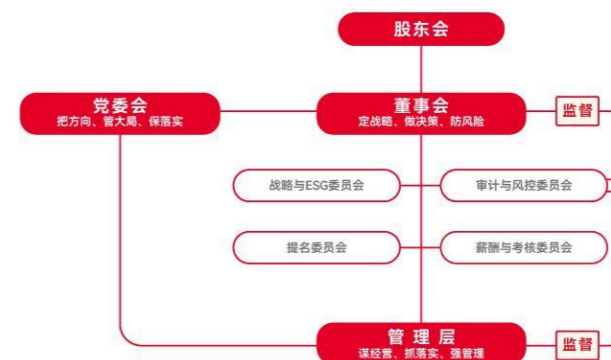 股东会
党委会
把方向、管大局、保落实
董事会
定战略、做决策、防风险
监督
战略与ESG委员会
审计与风控委员会
提名委员会
薪酬与考核委员会
管理层
谋经营、抓落实、强管理
监督